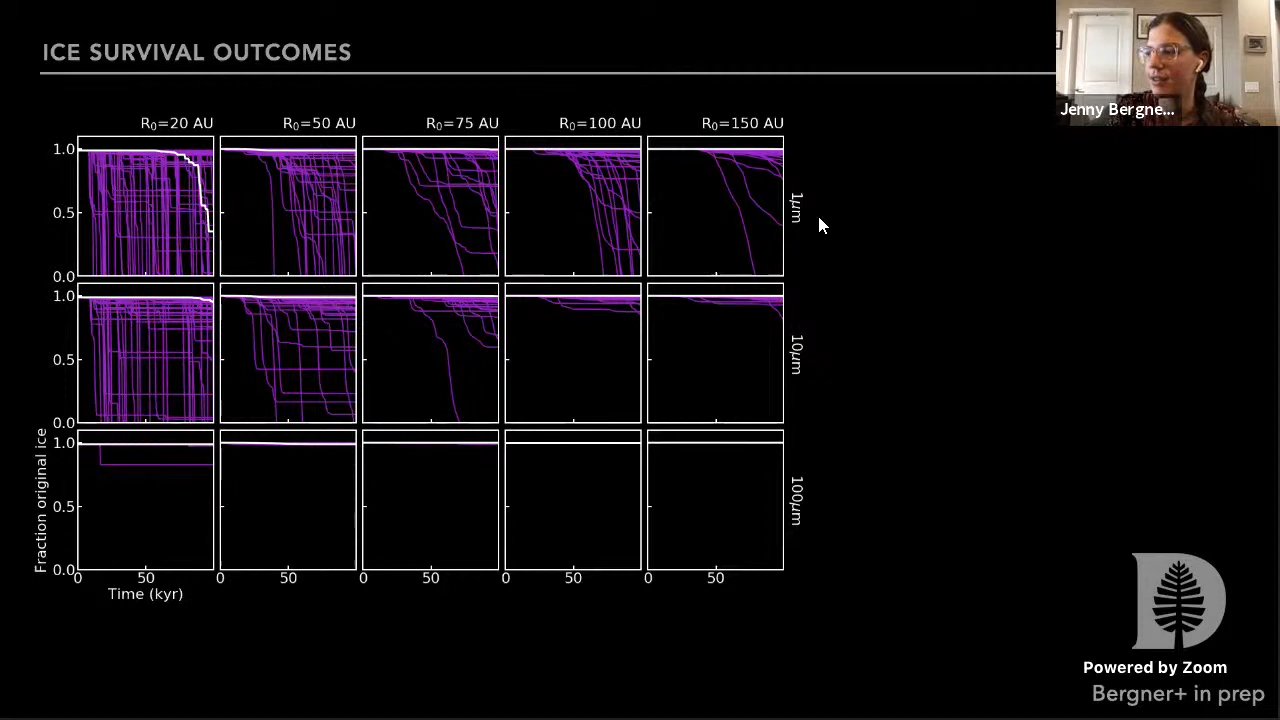 ICE SURVIVAL OUTCOMES
Jenny Bergne...
R₀=20 AU R₀=50 AU R₀=75 AU R₀=100 AU R₀=150 AU
1.0
0.5
0.0
1μm
1.0
0.5
0.0
10μm
1.0
0.5
0.0
100μm
Fraction original ice
0 50 0 50 0 50 0 50 0 50
Time (kyr)
D
Powered by Zoom
Bergner+ in prep